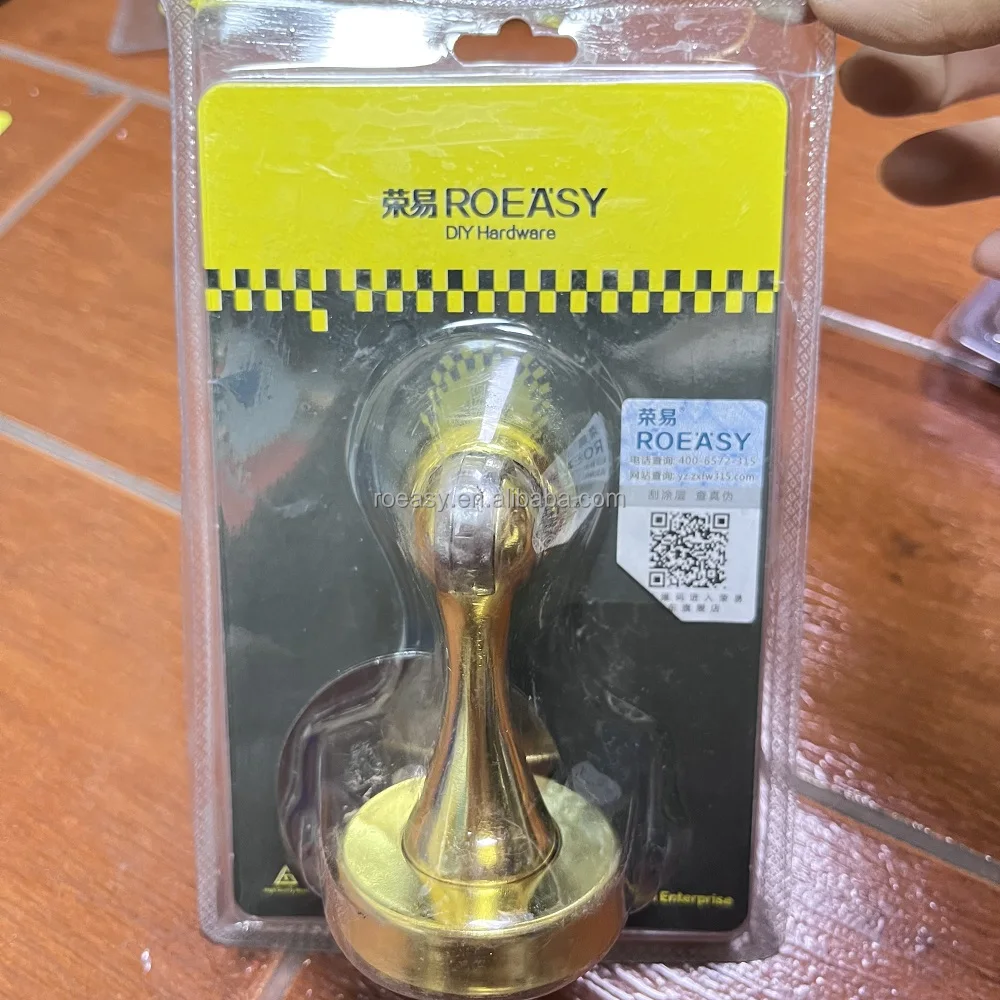 荣易 ROEASY
DIY Hardware
荣易
ROEASY
电话查询: 400-6572-315
网站查询: yz.zxfw315.com
刮涂层 查真伪
roeasy.en.alibaba.com
Enterprise